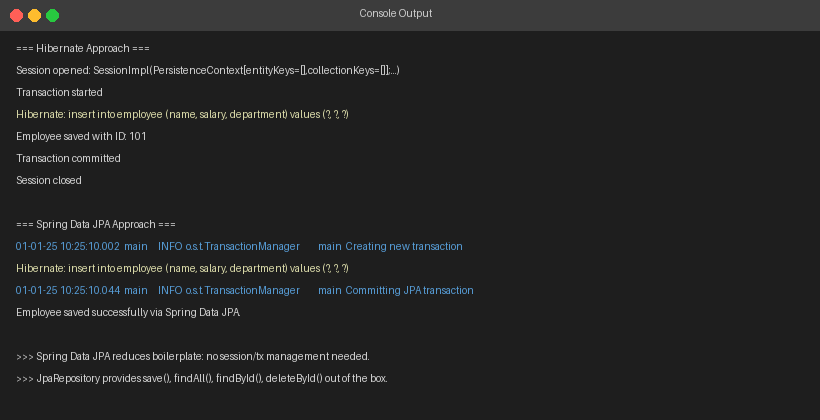 Console Output
=== Hibernate Approach ===
Session opened: SessionImpl(PersistenceContext[entityKeys=[],collectionKeys=[]];...)
Transaction started
Hibernate: insert into employee (name, salary, department) values (?, ?, ?)
Employee saved with ID: 101
Transaction committed
Session closed
=== Spring Data JPA Approach ===
01-01-25 10:25:10.002 main INFO o.s.t.TransactionManager main Creating new transaction
Hibernate: insert into employee (name, salary, department) values (?, ?, ?)
01-01-25 10:25:10.044 main INFO o.s.t.TransactionManager main Committing JPA transaction
Employee saved successfully via Spring Data JPA.
>>> Spring Data JPA reduces boilerplate: no session/tx management needed.
>>> JpaRepository provides save(), findAll(), findById(), deleteById() out of the box.